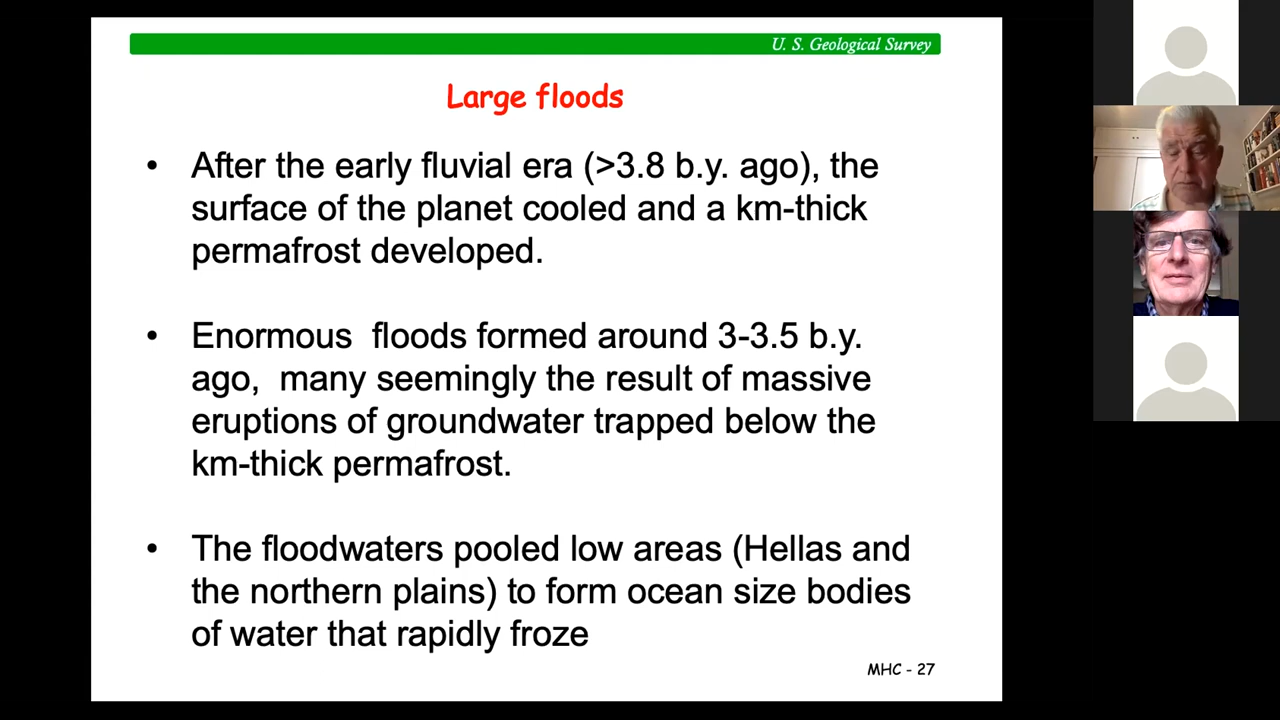 U. S. Geological Survey
Large floods
• After the early fluvial era (>3.8 b.y. ago), the
surface of the planet cooled and a km-thick
permafrost developed.
• Enormous floods formed around 3-3.5 b.y.
ago, many seemingly the result of massive
eruptions of groundwater trapped below the
km-thick permafrost.
• The floodwaters pooled low areas (Hellas and
the northern plains) to form ocean size bodies
of water that rapidly froze
MHC - 27